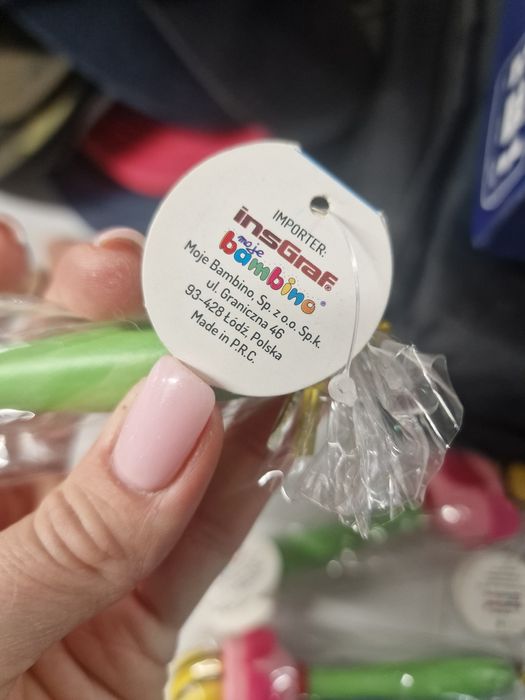 IMPORTER:
insGraf®
moje
bambino®
Moje Bambino, Sp. z o.o. Sp.k.
ul. Graniczna 46
93-428 Łódź, Polska
Made in P.R.C.